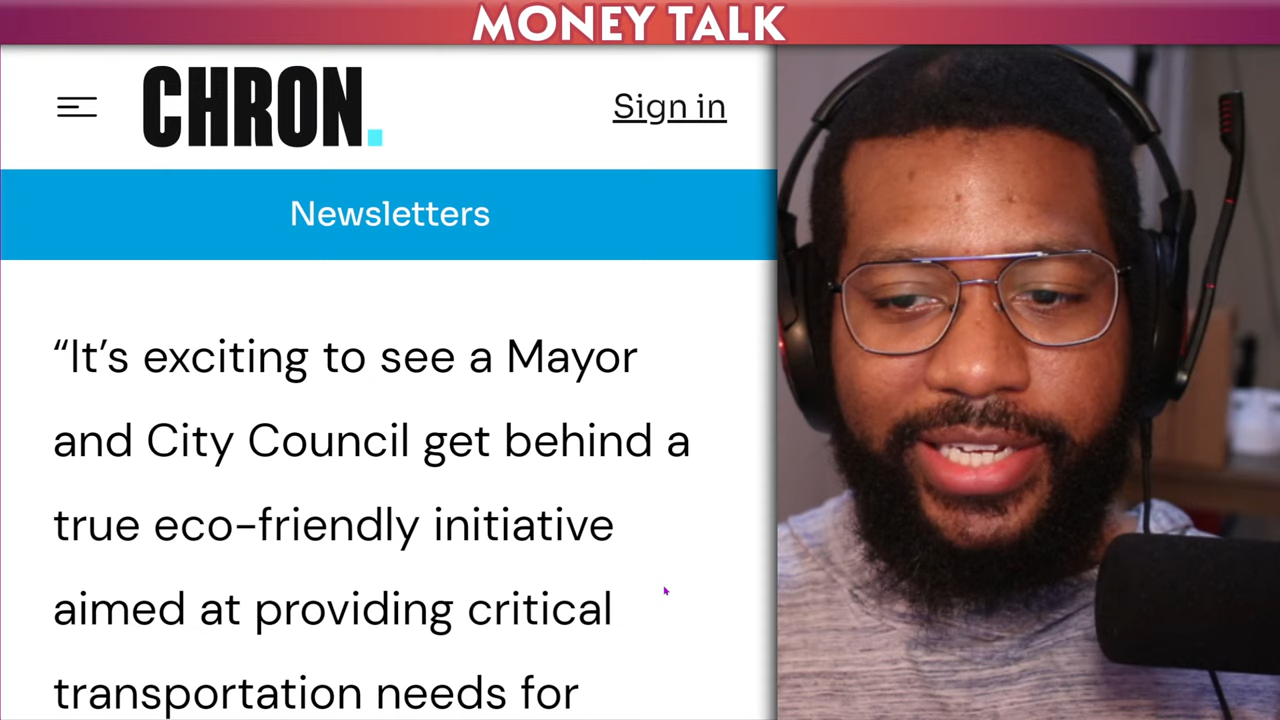 MONEY TALK
CHRON.
Sign in
Newsletters
“It’s exciting to see a Mayor
and City Council get behind a
true eco-friendly initiative
aimed at providing critical
transportation needs for